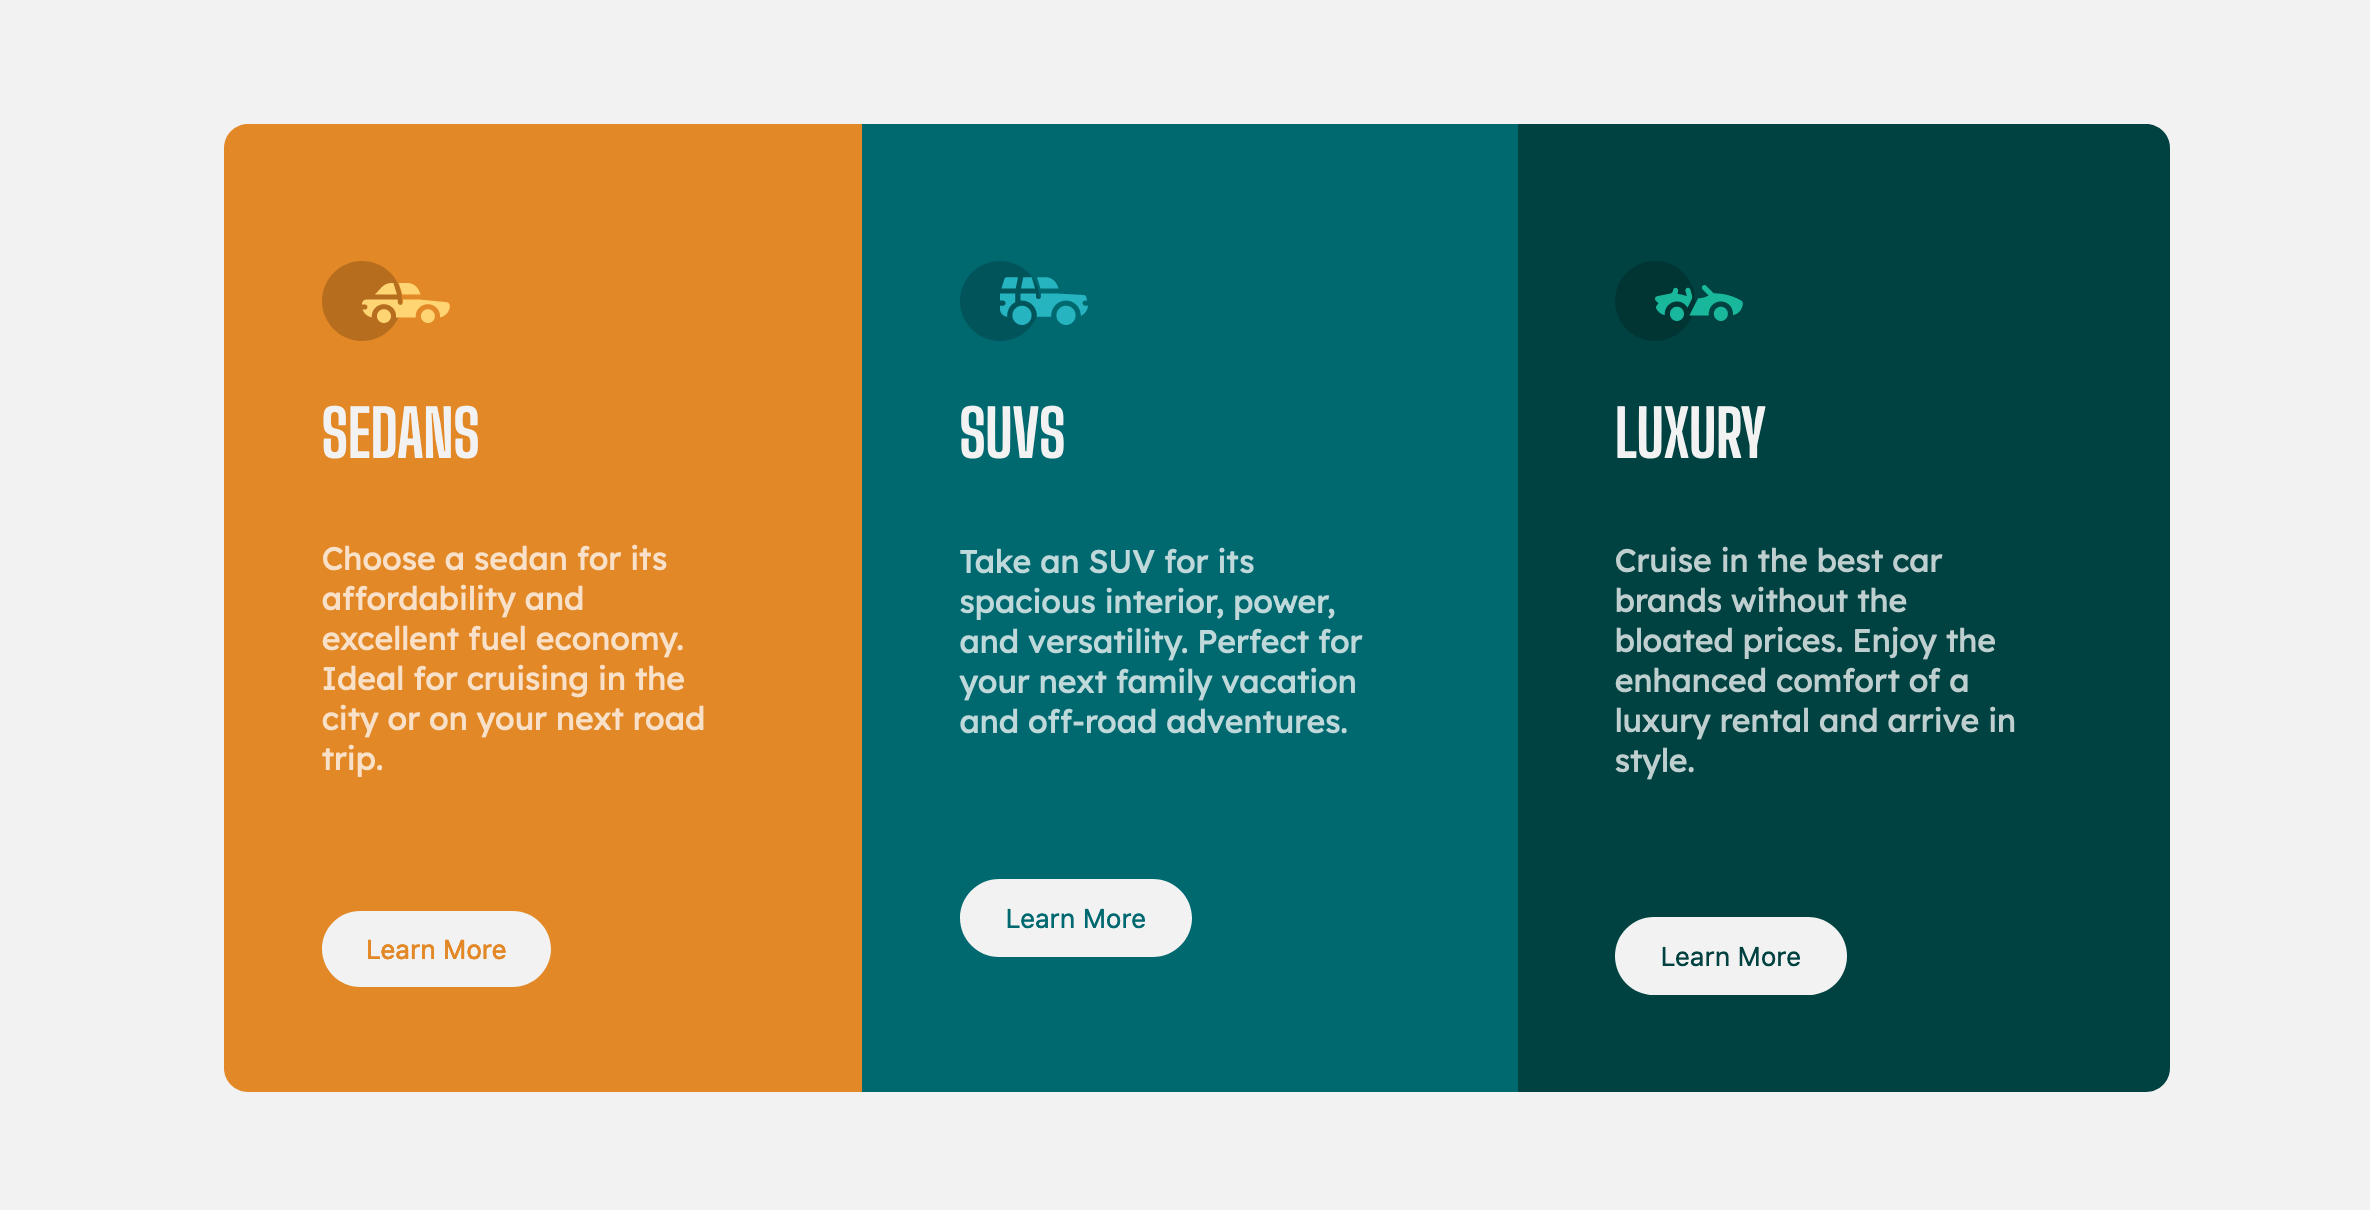 SEDANS
Choose a sedan for its
affordability and
excellent fuel economy.
Ideal for cruising in the
city or on your next road
trip.
Learn More
SUVS
Take an SUV for its
spacious interior, power,
and versatility. Perfect for
your next family vacation
and off-road adventures.
Learn More
LUXURY
Cruise in the best car
brands without the
bloated prices. Enjoy the
enhanced comfort of a
luxury rental and arrive in
style.
Learn More